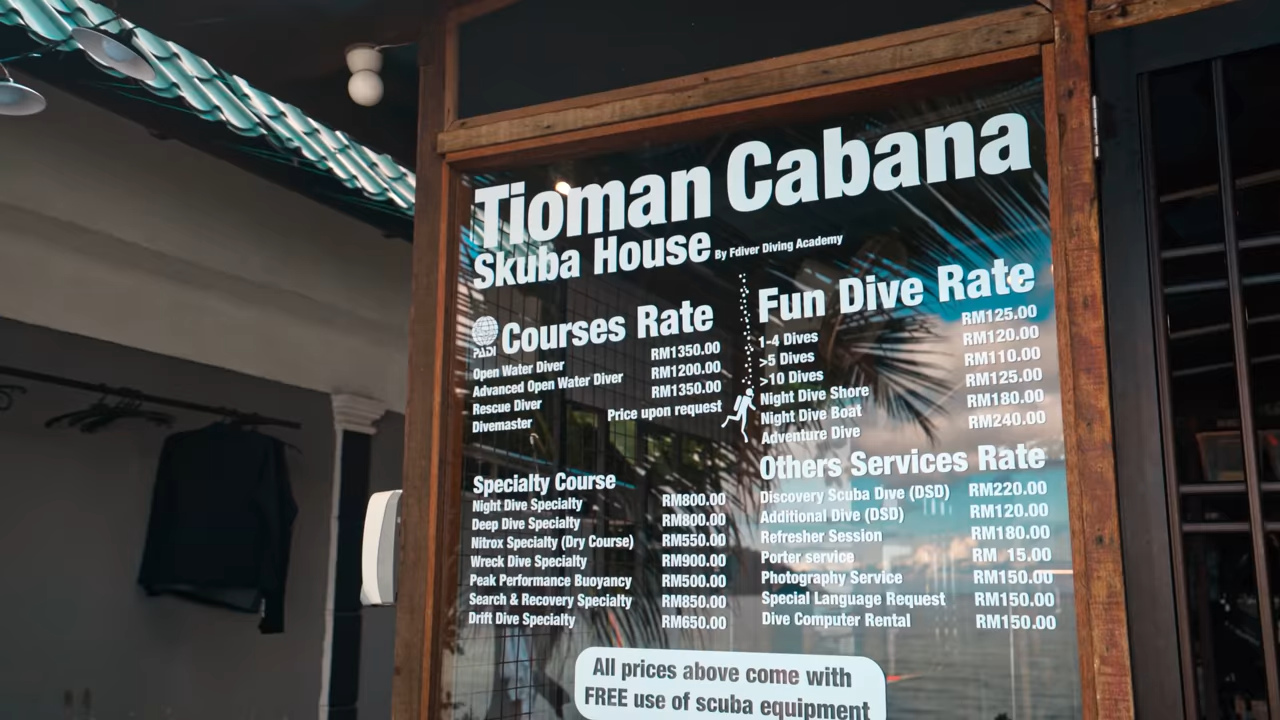 Tioman Cabana
Skuba House By Fdiver Diving Academy
PADI Courses Rate
Open Water Diver RM1350.00
Advanced Open Water Diver RM1200.00
Rescue Diver RM1350.00
Divemaster Price upon request
Specialty Course
Night Dive Specialty RM800.00
Deep Dive Specialty RM800.00
Nitrox Specialty (Dry Course) RM550.00
Wreck Dive Specialty RM900.00
Peak Performance Buoyancy RM500.00
Search & Recovery Specialty RM850.00
Drift Dive Specialty RM650.00
Fun Dive Rate
1-4 Dives RM125.00
>5 Dives RM120.00
>10 Dives RM110.00
Night Dive Shore RM125.00
Night Dive Boat RM180.00
Adventure Dive RM240.00
Others Services Rate
Discovery Scuba Dive (DSD) RM220.00
Additional Dive (DSD) RM120.00
Refresher Session RM180.00
Porter service RM 15.00
Photography Service RM150.00
Special Language Request RM150.00
Dive Computer Rental RM150.00
All prices above come with
FREE use of scuba equipment